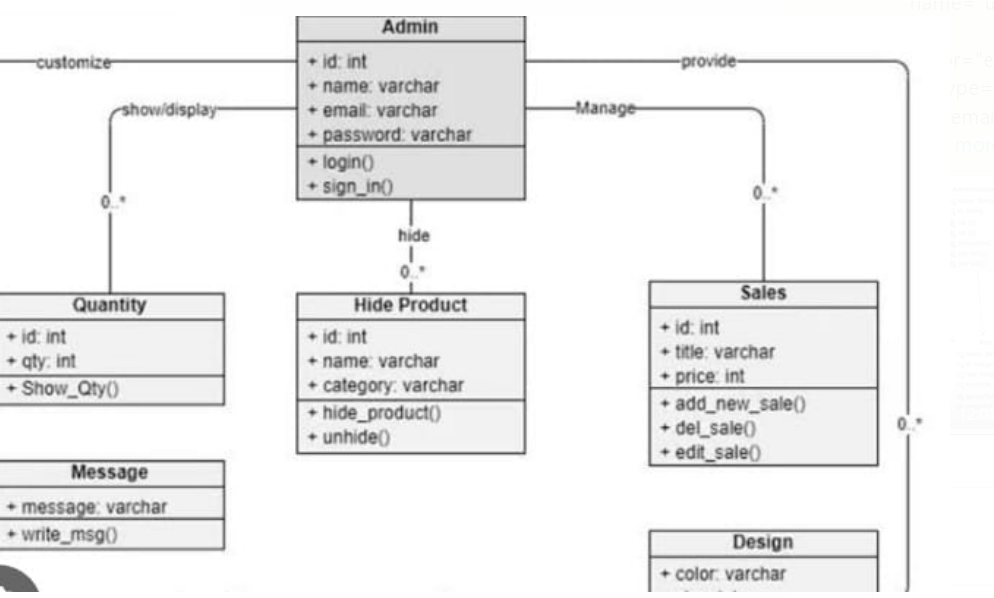 Admin
+ id: int
+ name: varchar
+ email: varchar
+ password: varchar
+ login()
+ sign_in()
customize
provide
show/display
Manage
0..*
hide
0..*
0..*
Quantity
+ id: int
+ qty: int
+ Show_Qty()
Hide Product
+ id: int
+ name: varchar
+ category: varchar
+ hide_product()
+ unhide()
Sales
+ id: int
+ title: varchar
+ price: int
+ add_new_sale()
+ del_sale()
+ edit_sale()
0..*
Message
+ message: varchar
+ write_msg()
Design
+ color: varchar